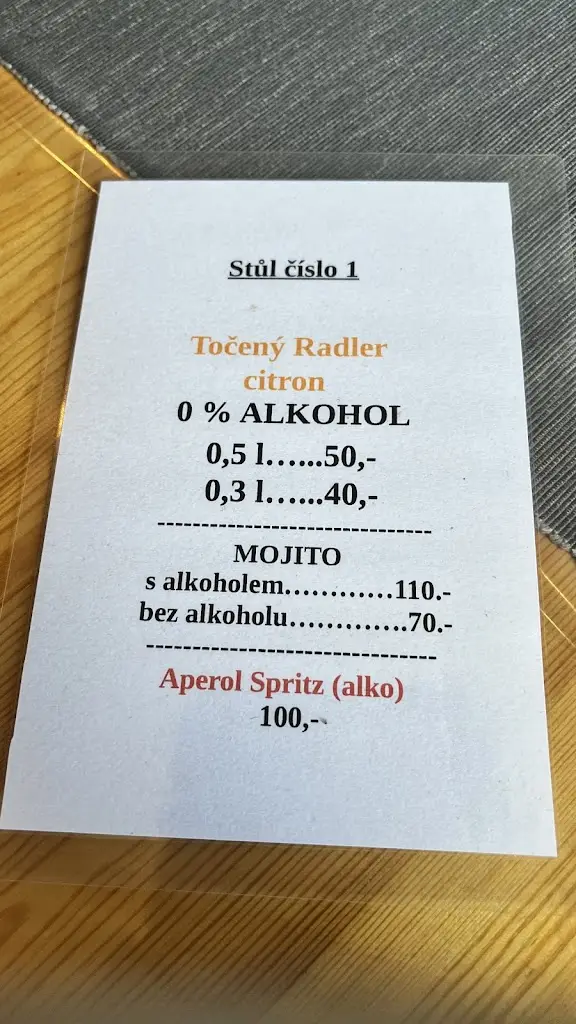 Stůl číslo 1
Točený Radler
citron
0 % ALKOHOL
0,5 l…...50,-
0,3 l…...40,-
-------------------------------
MOJITO
s alkoholem…………110.-
bez alkoholu………….70.-
---------------------------------
Aperol Spritz (alko)
100,-